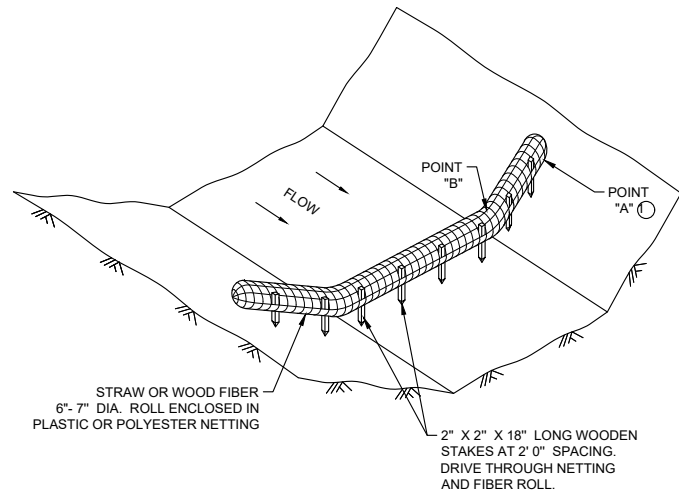 POINT
"B"
POINT
"A" 1
FLOW
STRAW OR WOOD FIBER
6"- 7" DIA. ROLL ENCLOSED IN
PLASTIC OR POLYESTER NETTING
2" X 2" X 18" LONG WOODEN
STAKES AT 2' 0" SPACING.
DRIVE THROUGH NETTING
AND FIBER ROLL.